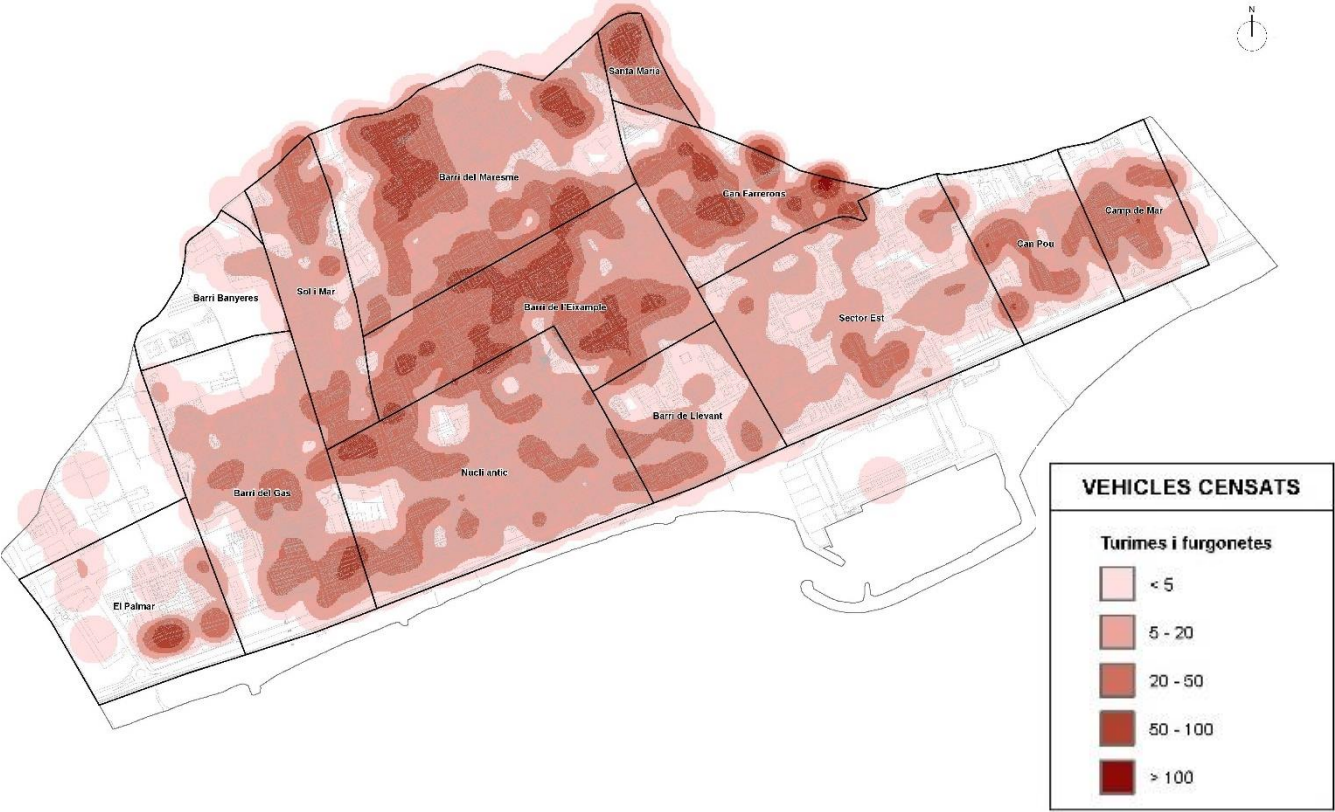 N
Santa Maria
Barri del Maresme
Can Farrerons
Camp de Mar
Can Pou
Barri Banyeres
Sol i Mar
Barri de l'Eixample
Sector Est
Barri de Llevant
Nucli antic
Barri del Gas
El Palmar
VEHICLES CENSATS
Turimes i furgonetes
< 5
5 - 20
20 - 50
50 - 100
> 100